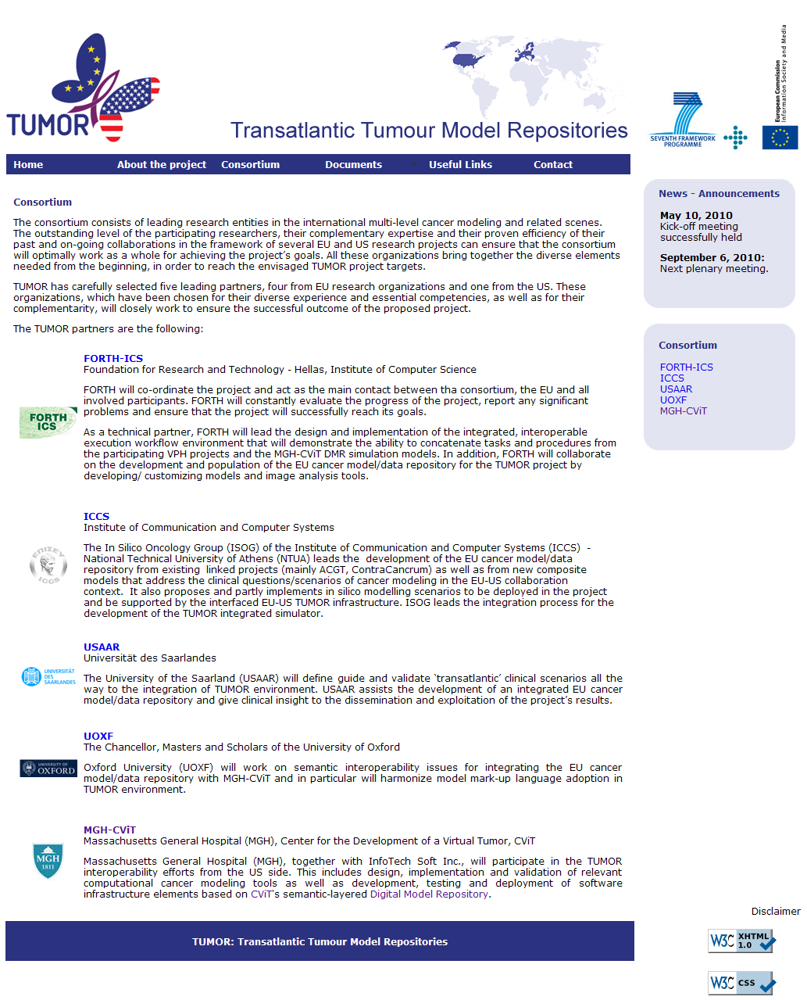 TUMOR
Transatlantic Tumour Model Repositories
SEVENTH FRAMEWORK
PROGRAMME
European Commission
Information Society and Media
Home About the project Consortium Documents Useful Links Contact
Consortium
The consortium consists of leading research entities in the international multi-level cancer modeling and related scenes.
The outstanding level of the participating researchers, their complementary expertise and their proven efficiency of their
past and on-going collaborations in the framework of several EU and US research projects can ensure that the consortium
will optimally work as a whole for achieving the project’s goals. All these organizations bring together the diverse elements
needed from the beginning, in order to reach the envisaged TUMOR project targets.
TUMOR has carefully selected five leading partners, four from EU research organizations and one from the US. These
organizations, which have been chosen for their diverse experience and essential competencies, as well as for their
complementarity, will closely work to ensure the successful outcome of the proposed project.
The TUMOR partners are the following:
FORTH
ICS
FORTH-ICS
Foundation for Research and Technology - Hellas, Institute of Computer Science
FORTH will co-ordinate the project and act as the main contact between tha consortium, the EU and all
involved participants. FORTH will constantly evaluate the progress of the project, report any significant
problems and ensure that the project will successfully reach its goals.
As a technical partner, FORTH will lead the design and implementation of the integrated, interoperable
execution workflow environment that will demonstrate the ability to concatenate tasks and procedures from
the participating VPH projects and the MGH-CViT DMR simulation models. In addition, FORTH will collaborate
on the development and population of the EU cancer model/data repository for the TUMOR project by
developing/ customizing models and image analysis tools.
ΕΠΙΣΕΥ
ICCS
ICCS
Institute of Communication and Computer Systems
The In Silico Oncology Group (ISOG) of the Institute of Communication and Computer Systems (ICCS) -
National Technical University of Athens (NTUA) leads the development of the EU cancer model/data
repository from existing linked projects (mainly ACGT, ContraCancrum) as well as from new composite
models that address the clinical questions/scenarios of cancer modeling in the EU-US collaboration
context. It also proposes and partly implements in silico modelling scenarios to be deployed in the project
and be supported by the interfaced EU-US TUMOR infrastructure. ISOG leads the integration process for the
development of the TUMOR integrated simulator.
UNIVERSITÄT
DES
SAARLANDES
USAAR
Universität des Saarlandes
The University of the Saarland (USAAR) will define guide and validate ‘transatlantic’ clinical scenarios all the
way to the integration of TUMOR environment. USAAR assists the development of an integrated EU cancer
model/data repository and give clinical insight to the dissemination and exploitation of the project’s results.
UNIVERSITY OF
OXFORD
UOXF
The Chancellor, Masters and Scholars of the University of Oxford
Oxford University (UOXF) will work on semantic interoperability issues for integrating the EU cancer
model/data repository with MGH-CViT and in particular will harmonize model mark-up language adoption in
TUMOR environment.
MGH
1811
MGH-CViT
Massachusetts General Hospital (MGH), Center for the Development of a Virtual Tumor, CViT
Massachusetts General Hospital (MGH), together with InfoTech Soft Inc., will participate in the TUMOR
interoperability efforts from the US side. This includes design, implementation and validation of relevant
computational cancer modeling tools as well as development, testing and deployment of software
infrastructure elements based on CViT's semantic-layered Digital Model Repository.
News - Announcements
May 10, 2010
Kick-off meeting
successfully held
September 6, 2010:
Next plenary meeting.
Consortium
FORTH-ICS
ICCS
USAAR
UOXF
MGH-CViT
Disclaimer
TUMOR: Transatlantic Tumour Model Repositories
W3C XHTML
1.0
W3C CSS